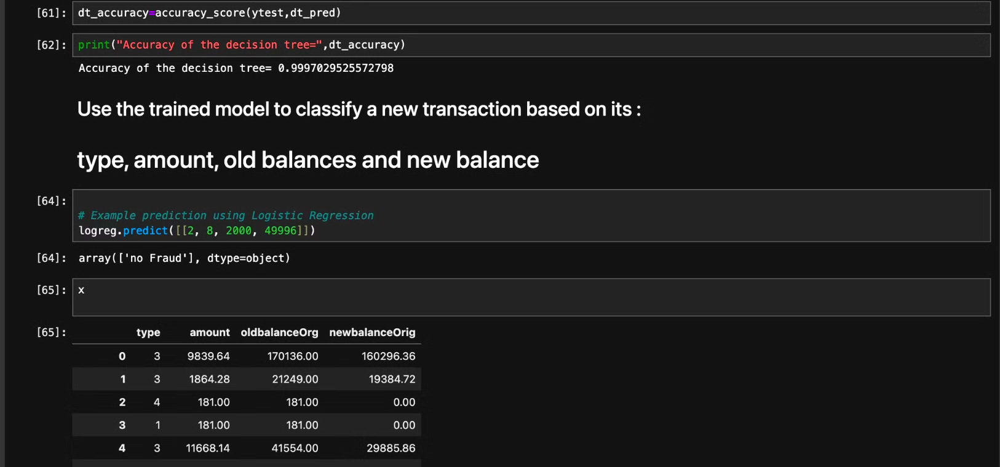 [61]: dt_accuracy=accuracy_score(ytest,dt_pred)
[62]: print("Accuracy of the decision tree=",dt_accuracy)
Accuracy of the decision tree= 0.9997029525572798
Use the trained model to classify a new transaction based on its :
type, amount, old balances and new balance
[64]:
# Example prediction using Logistic Regression
logreg.predict([[2, 8, 2000, 49996]])
[64]: array(['no Fraud'], dtype=object)
[65]: x
[65]: type amount oldbalanceOrg newbalanceOrig
0 3 9839.64 170136.00 160296.36
1 3 1864.28 21249.00 19384.72
2 4 181.00 181.00 0.00
3 1 181.00 181.00 0.00
4 3 11668.14 41554.00 29885.86